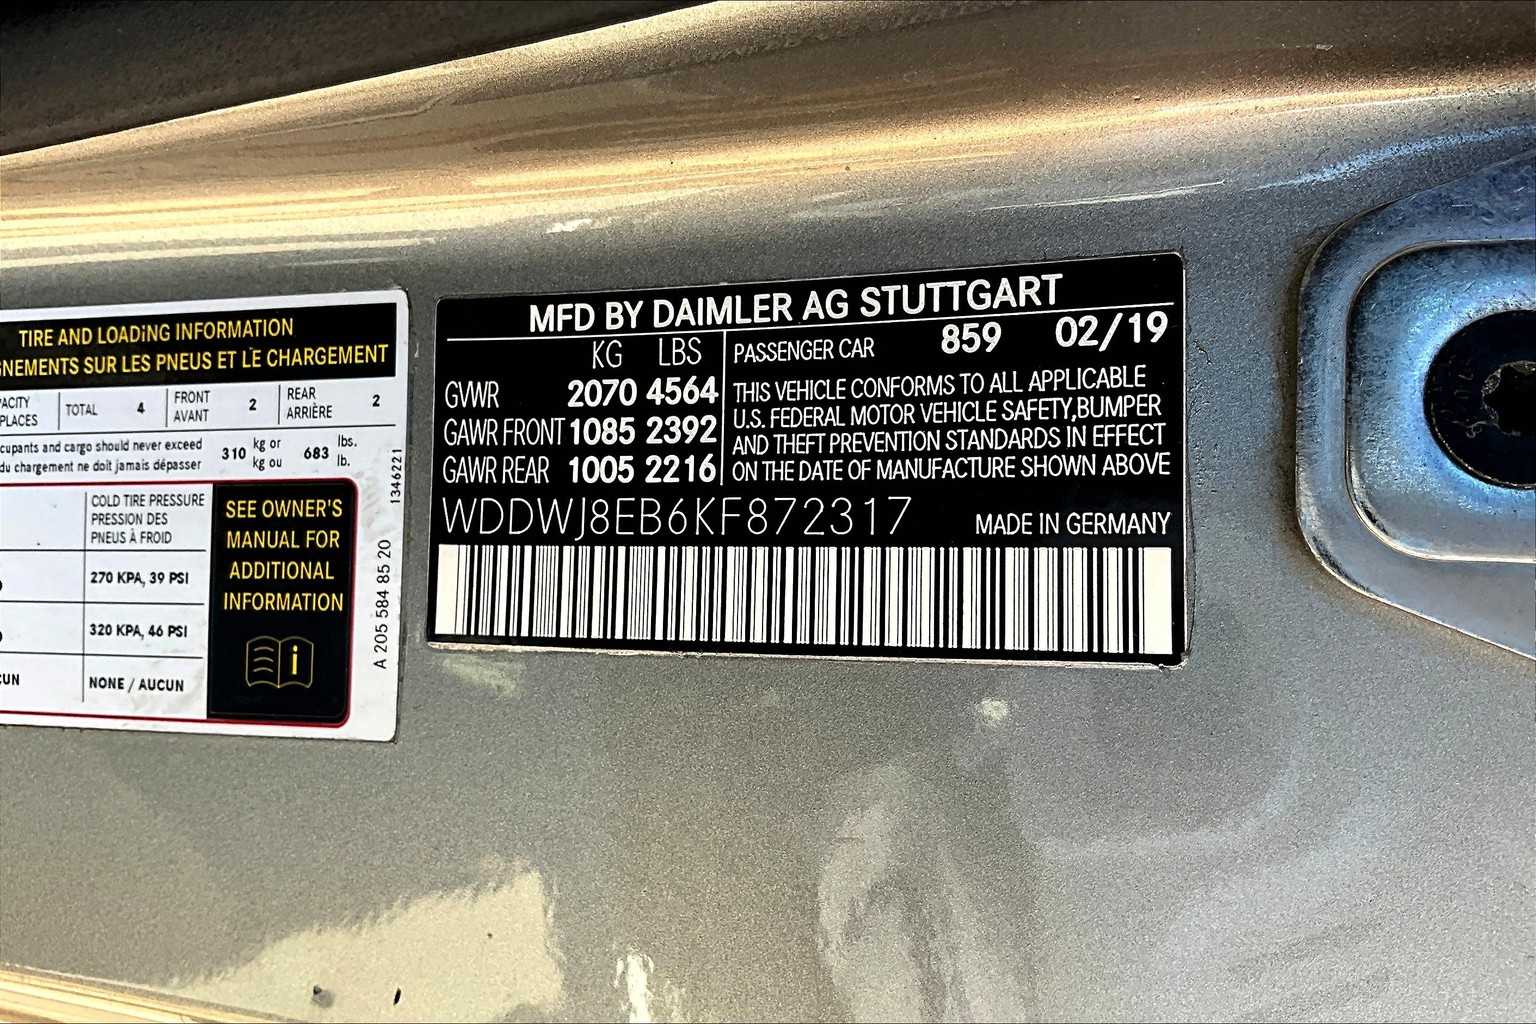 TIRE AND LOADING INFORMATION
GNEMENTS SUR LES PNEUS ET LE CHARGEMENT
TOTAL 4
FRONT
AVANT 2
REAR
ARRIÈRE 2
and cargo should never exceed
du chargement ne doit jamais dépasser
310 kg or
kg ou
683 lbs.
lb.
COLD TIRE PRESSURE
PRESSION DES
PNEUS À FROID
270 KPA, 39 PSI
320 KPA, 46 PSI
NONE / AUCUN
SEE OWNER'S
MANUAL FOR
ADDITIONAL
INFORMATION
i
1346221
A 205 584 85 20
MFD BY DAIMLER AG STUTTGART
KG LBS
GVWR 2070 4564
GAWR FRONT 1085 2392
GAWR REAR 1005 2216
PASSENGER CAR 859 02/19
THIS VEHICLE CONFORMS TO ALL APPLICABLE
U.S. FEDERAL MOTOR VEHICLE SAFETY,BUMPER
AND THEFT PREVENTION STANDARDS IN EFFECT
ON THE DATE OF MANUFACTURE SHOWN ABOVE
WDDWJ8EB6KF872317 MADE IN GERMANY